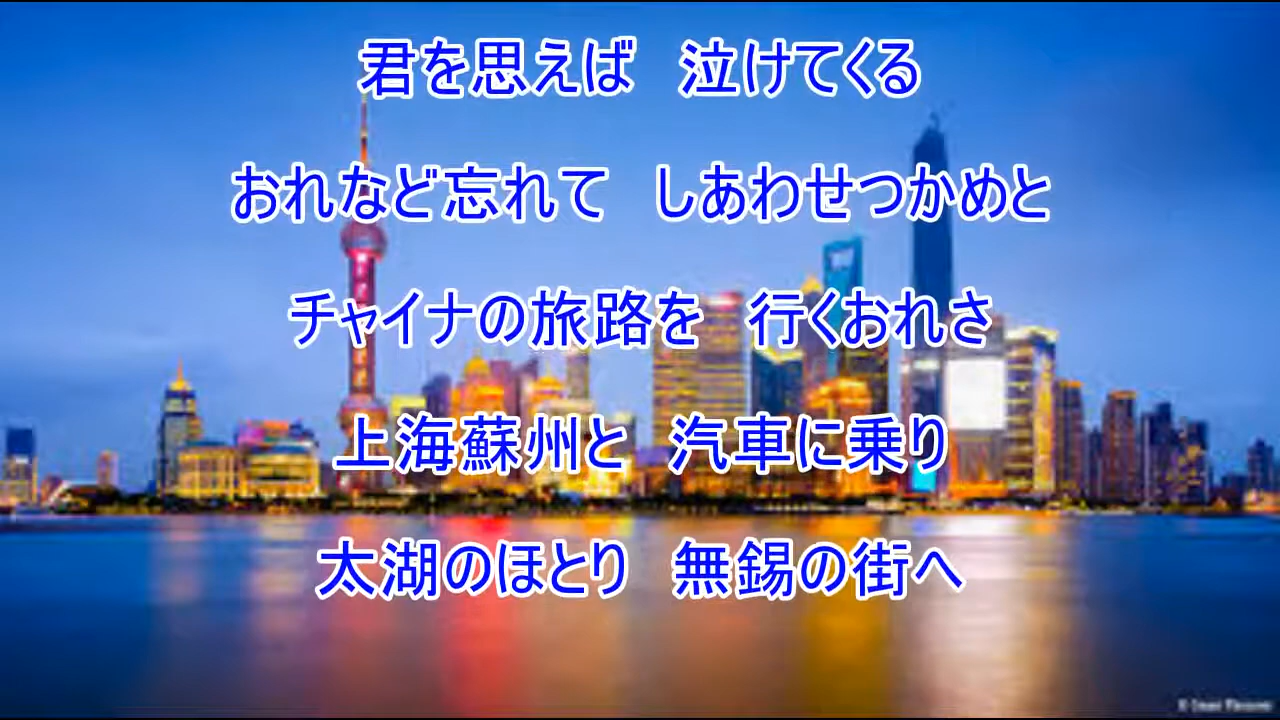 君を思えば　泣けてくる
おれなど忘れて　しあわせつかめと
チャイナの旅路を　行くおれさ
上海蘇州と　汽車に乗り
太湖のほとり　無錫の街へ